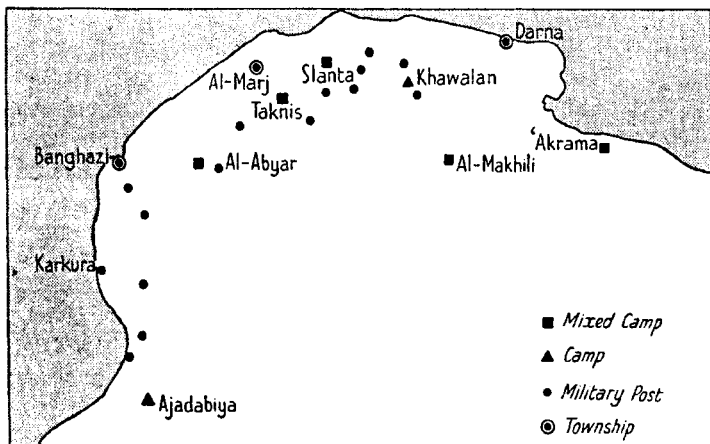 Darna
Al-Marj
Slanta
Khawalan
Taknis
Banghazi
Al-Abyar
Al-Makhili
'Akrama
Karkura
Ajadabiya
Mixed Camp
Camp
Military Post
Township